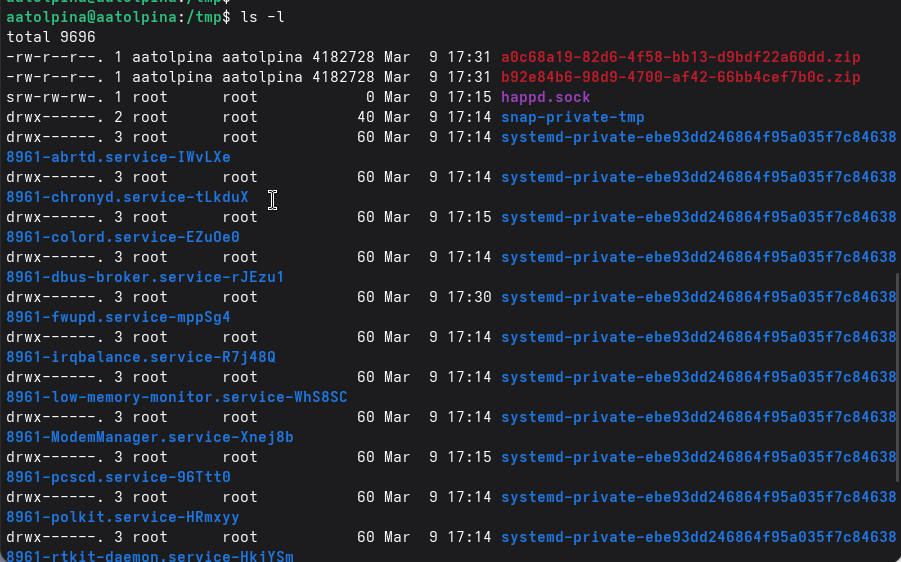 aatolpina@aatolpina:/tmp$ ls -l
total 9696
-rw-r--r--. 1 aatolpina aatolpina 4182728 Mar  9 17:31 a0c68a19-82d6-4f58-bb13-d9bdf22a60dd.zip
-rw-r--r--. 1 aatolpina aatolpina 4182728 Mar  9 17:31 b92e84b6-98d9-4700-af42-66bb4cef7b0c.zip
srw-rw-rw-. 1 root      root            0 Mar  9 17:15 happd.sock
drwx------. 2 root      root           40 Mar  9 17:14 snap-private-tmp
drwx------. 3 root      root           60 Mar  9 17:14 systemd-private-ebe93dd246864f95a035f7c84638
8961-abrtd.service-IWvLXe
drwx------. 3 root      root           60 Mar  9 17:14 systemd-private-ebe93dd246864f95a035f7c84638
8961-chronyd.service-tLkduX
drwx------. 3 root      root           60 Mar  9 17:15 systemd-private-ebe93dd246864f95a035f7c84638
8961-colord.service-EZuOe0
drwx------. 3 root      root           60 Mar  9 17:14 systemd-private-ebe93dd246864f95a035f7c84638
8961-dbus-broker.service-rJEzu1
drwx------. 3 root      root           60 Mar  9 17:30 systemd-private-ebe93dd246864f95a035f7c84638
8961-fwupd.service-mppSg4
drwx------. 3 root      root           60 Mar  9 17:14 systemd-private-ebe93dd246864f95a035f7c84638
8961-irqbalance.service-R7j48Q
drwx------. 3 root      root           60 Mar  9 17:14 systemd-private-ebe93dd246864f95a035f7c84638
8961-low-memory-monitor.service-WhS8SC
drwx------. 3 root      root           60 Mar  9 17:14 systemd-private-ebe93dd246864f95a035f7c84638
8961-ModemManager.service-Xnej8b
drwx------. 3 root      root           60 Mar  9 17:15 systemd-private-ebe93dd246864f95a035f7c84638
8961-pcscd.service-96Ttt0
drwx------. 3 root      root           60 Mar  9 17:14 systemd-private-ebe93dd246864f95a035f7c84638
8961-polkit.service-HRmxyy
drwx------. 3 root      root           60 Mar  9 17:14 systemd-private-ebe93dd246864f95a035f7c84638
8961-rtkit-daemon.service-HkjYSm